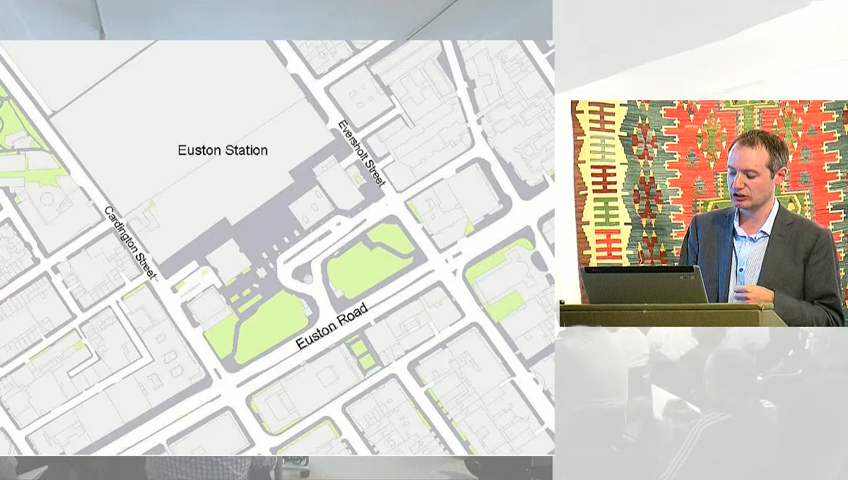 Euston Station
Eversholt Street
Cardington Street
Euston Road